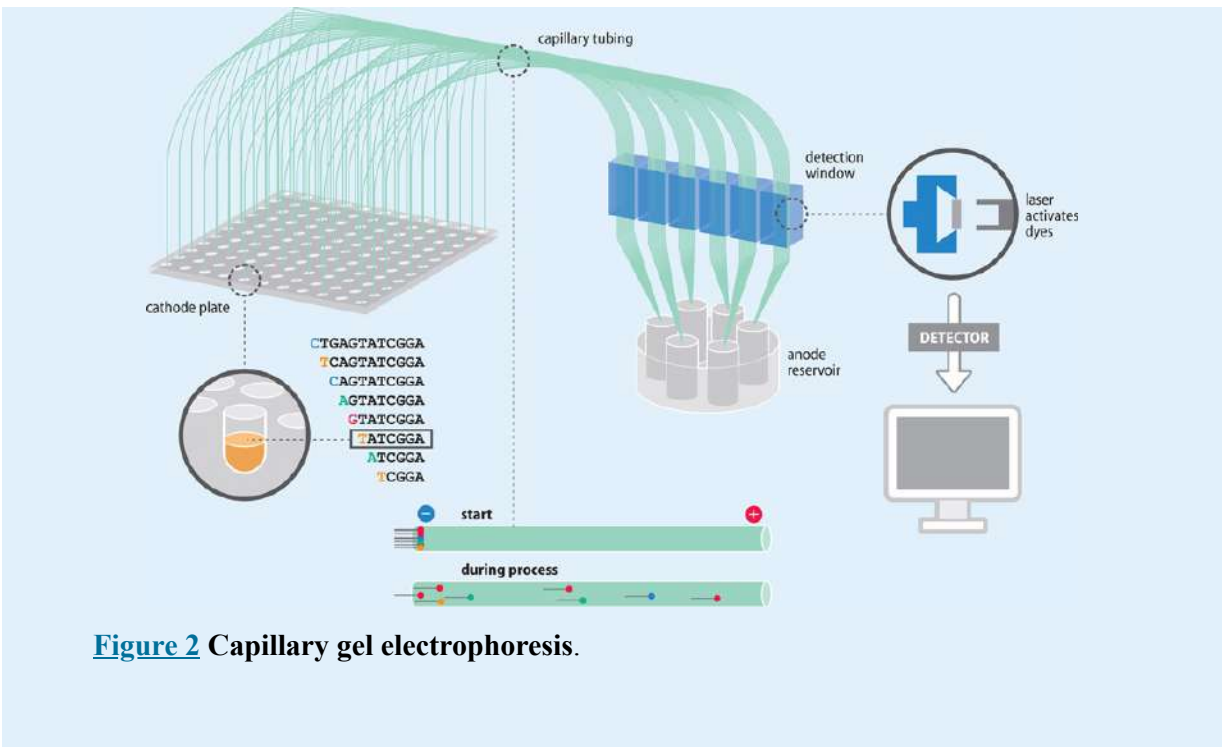 capillary tubing
detection
window
laser
activates
dyes
cathode plate
DETECTOR
anode
reservoir
CTGAGTATCGGA
TCAGTATCGGA
CAGTATCGGA
AGTATCGGA
GTATCGGA
TATCGGA
ATCGGA
TCGGA
− start +
during process
Figure 2 Capillary gel electrophoresis.